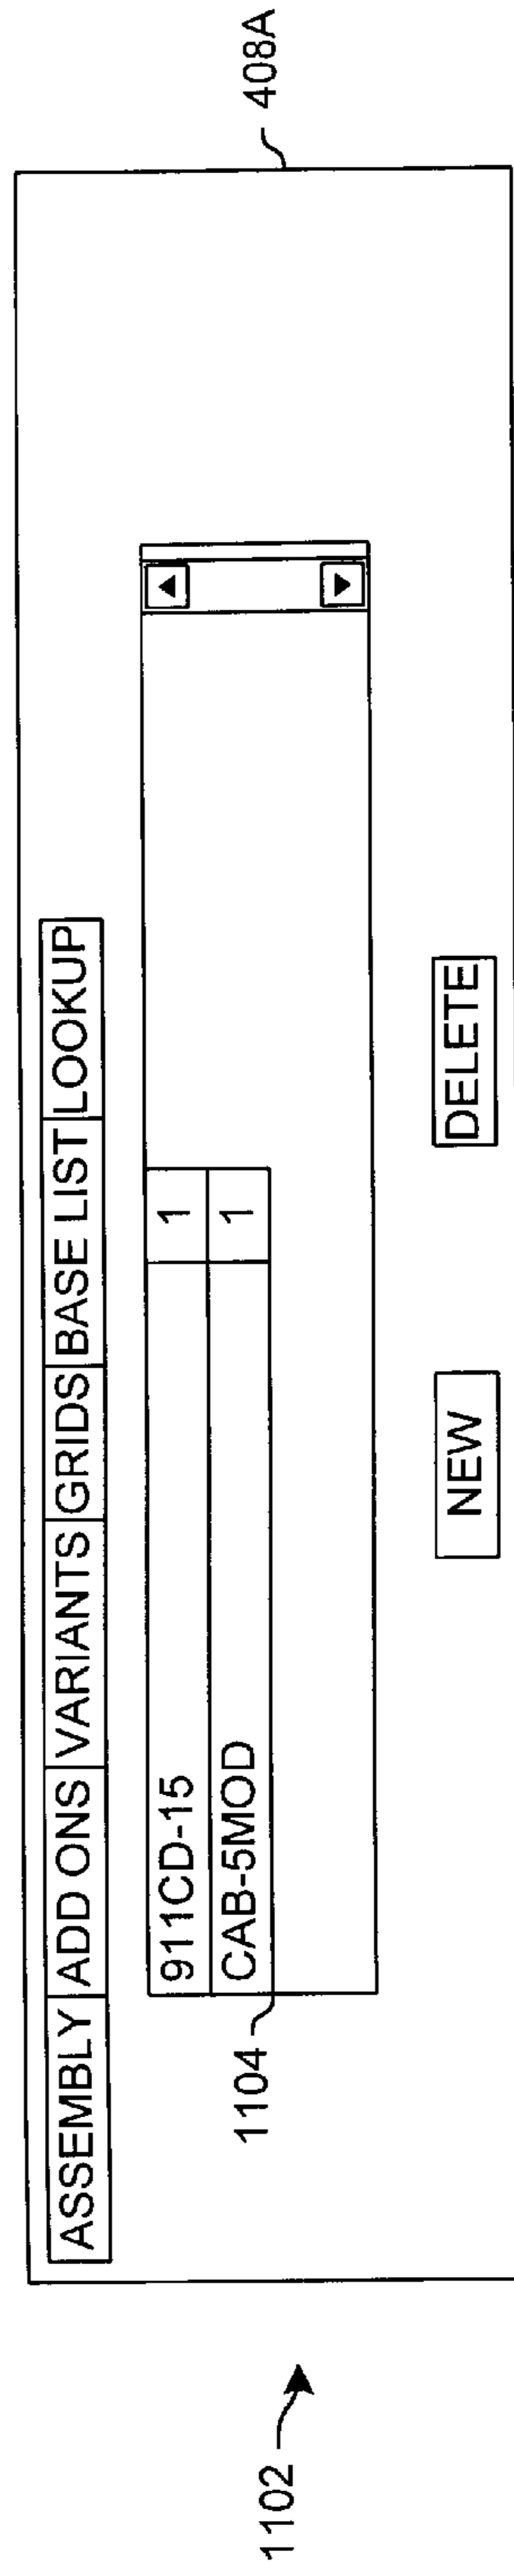 ASSEMBLY ADD ONS VARIANTS GRIDS BASE LIST LOOKUP
911CD-15 1
CAB-5MOD 1
NEW DELETE
1102
1104
408A